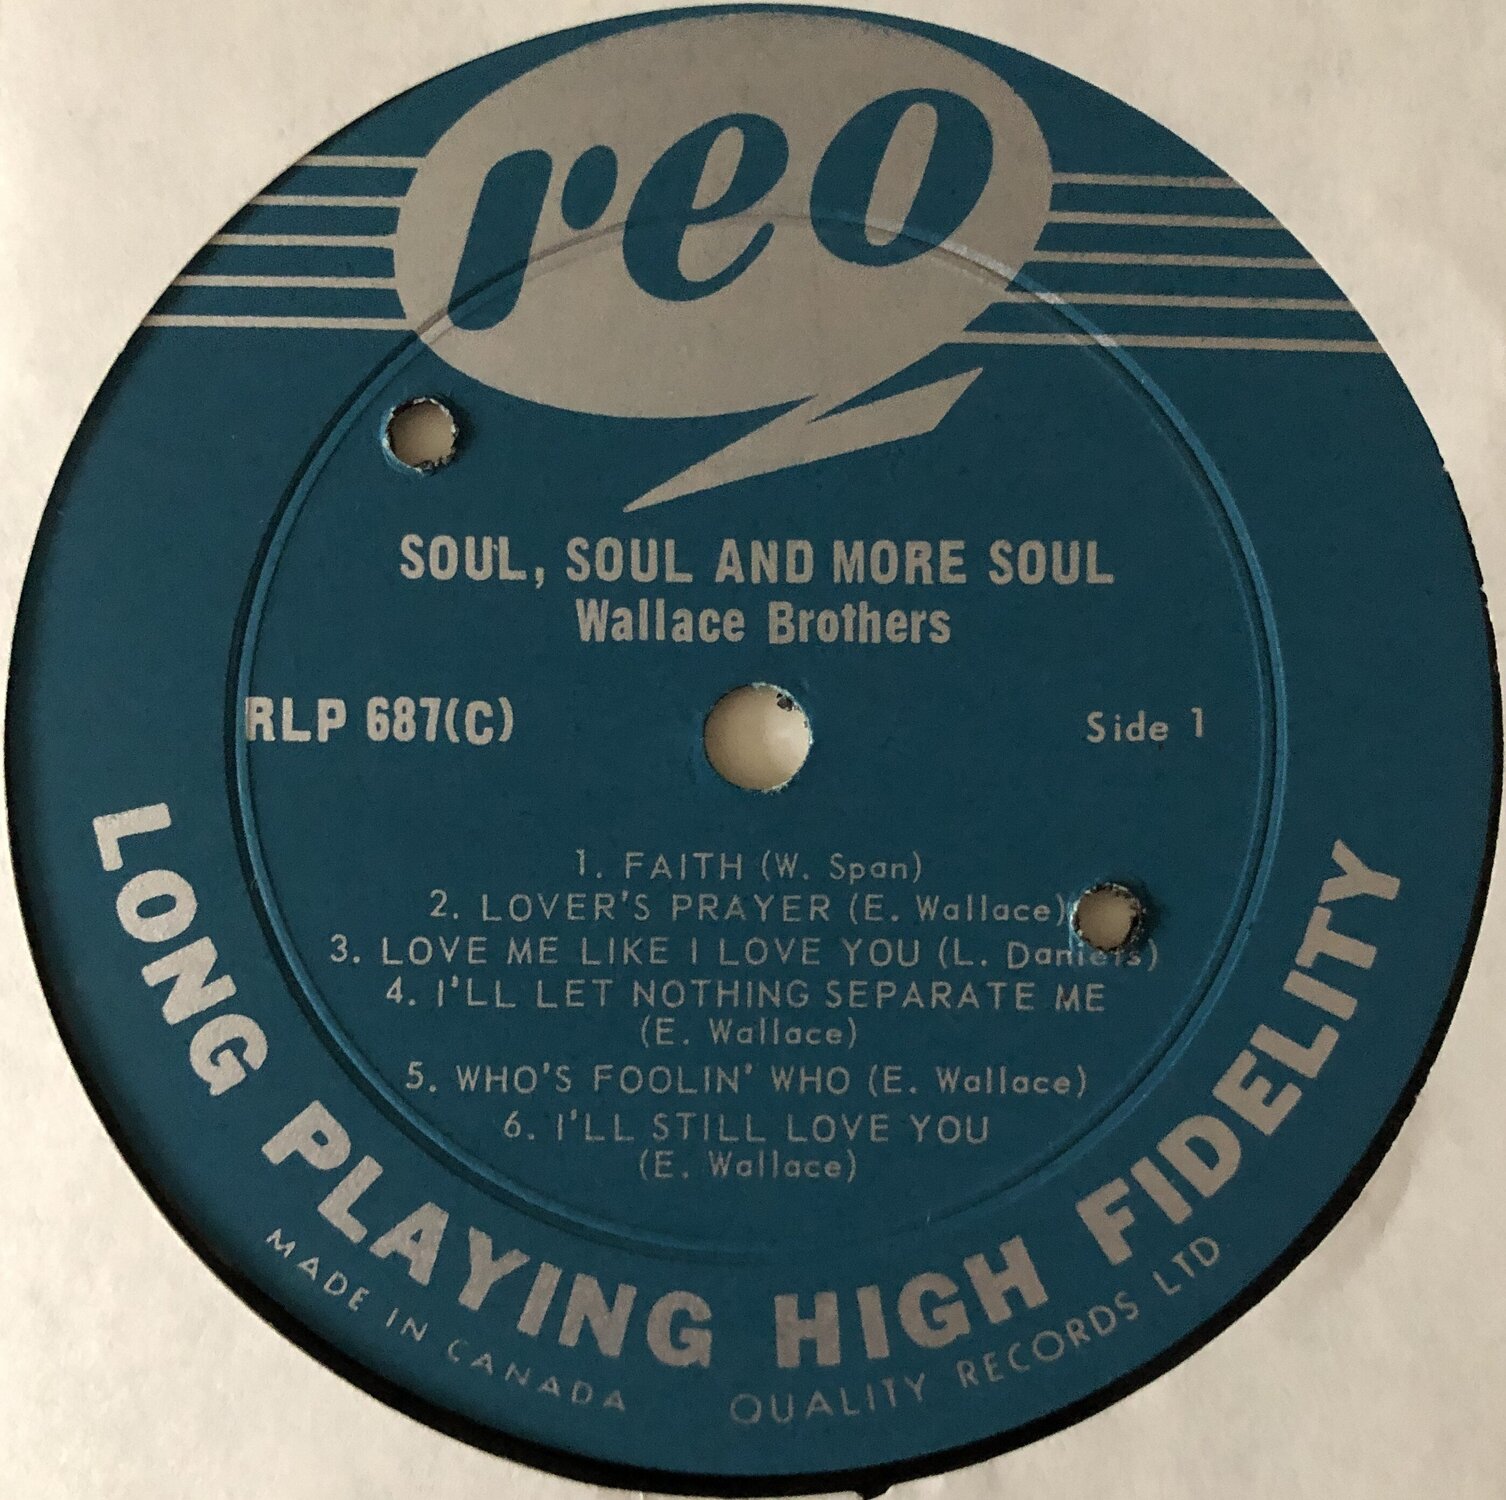 reo
SOUL, SOUL AND MORE SOUL
Wallace Brothers
RLP 687(C)
Side 1
1. FAITH (W. Span)
2. LOVER'S PRAYER (E. Wallace)
3. LOVE ME LIKE I LOVE YOU (L. Daniels)
4. I'LL LET NOTHING SEPARATE ME
(E. Wallace)
5. WHO'S FOOLIN' WHO (E. Wallace)
6. I'LL STILL LOVE YOU
(E. Wallace)
LONG PLAYING HIGH FIDELITY
MADE IN CANADA QUALITY RECORDS LTD